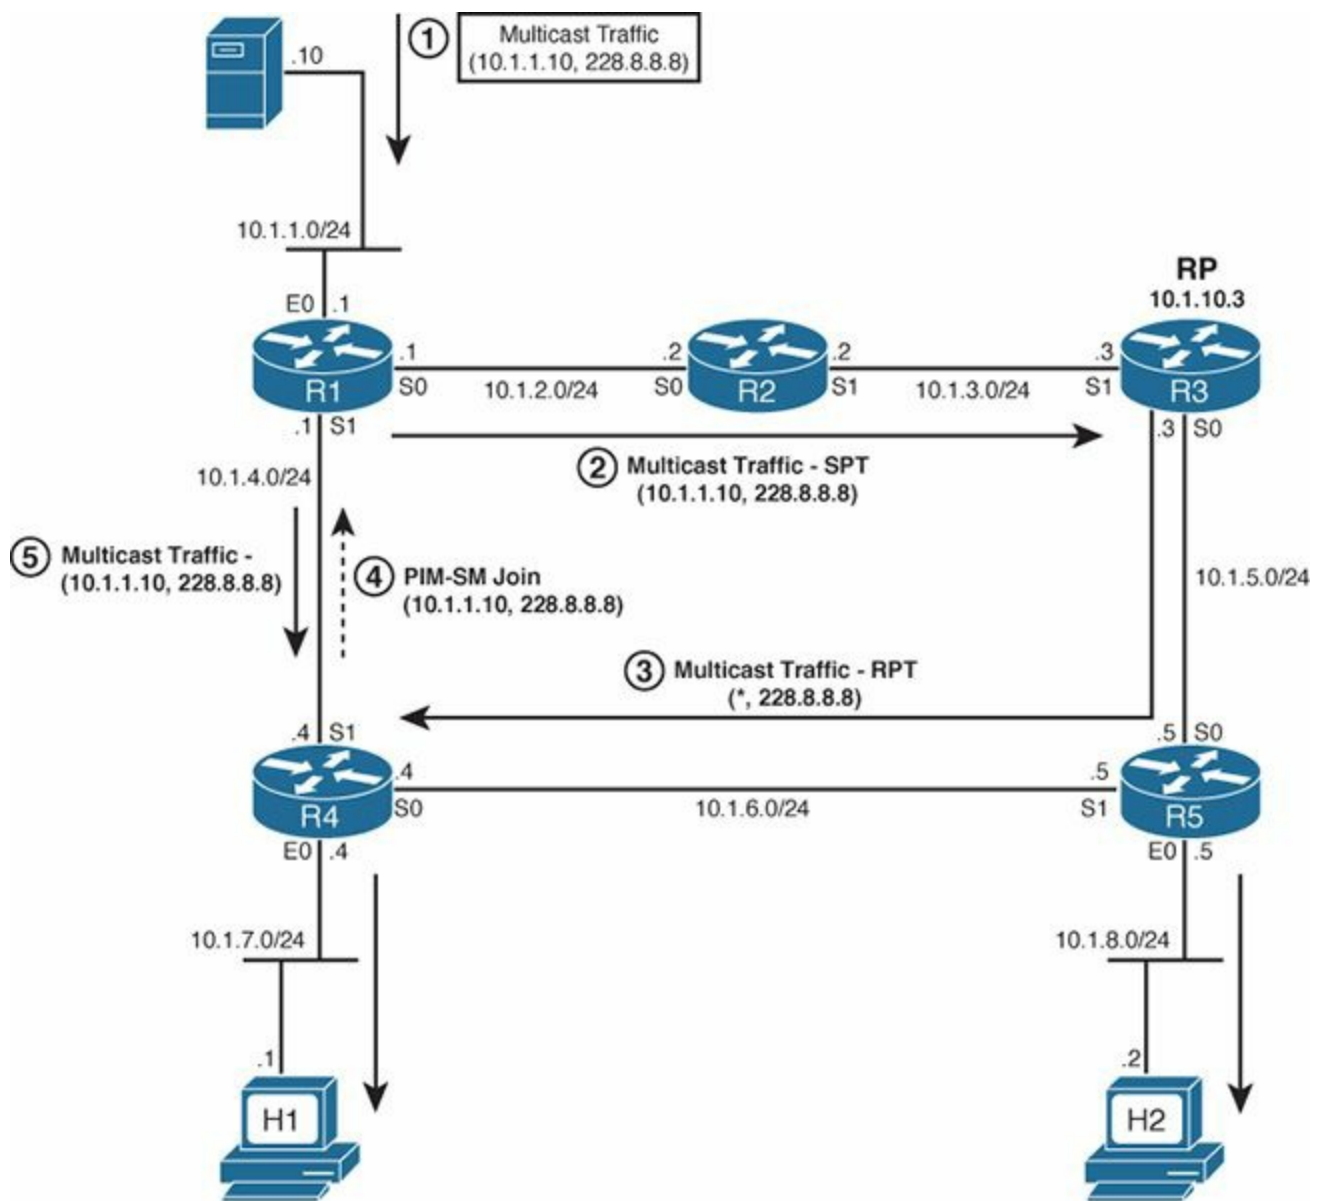 1
Multicast Traffic
(10.1.1.10, 228.8.8.8)
.10
10.1.1.0/24
E0 .1
RP
10.1.10.3
R1
.1
S0
10.1.2.0/24
.2
S0
R2
.2
S1
10.1.3.0/24
.3
S1
R3
.1 S1
.3 S0
10.1.4.0/24
2 Multicast Traffic - SPT
(10.1.1.10, 228.8.8.8)
5 Multicast Traffic -
(10.1.1.10, 228.8.8.8)
4 PIM-SM Join
(10.1.1.10, 228.8.8.8)
10.1.5.0/24
3 Multicast Traffic - RPT
(*, 228.8.8.8)
.4 S1
.5 S0
R4
.4
S0
10.1.6.0/24
.5
S1
R5
E0 .4
E0 .5
10.1.7.0/24
10.1.8.0/24
.1
.2
H1
H2